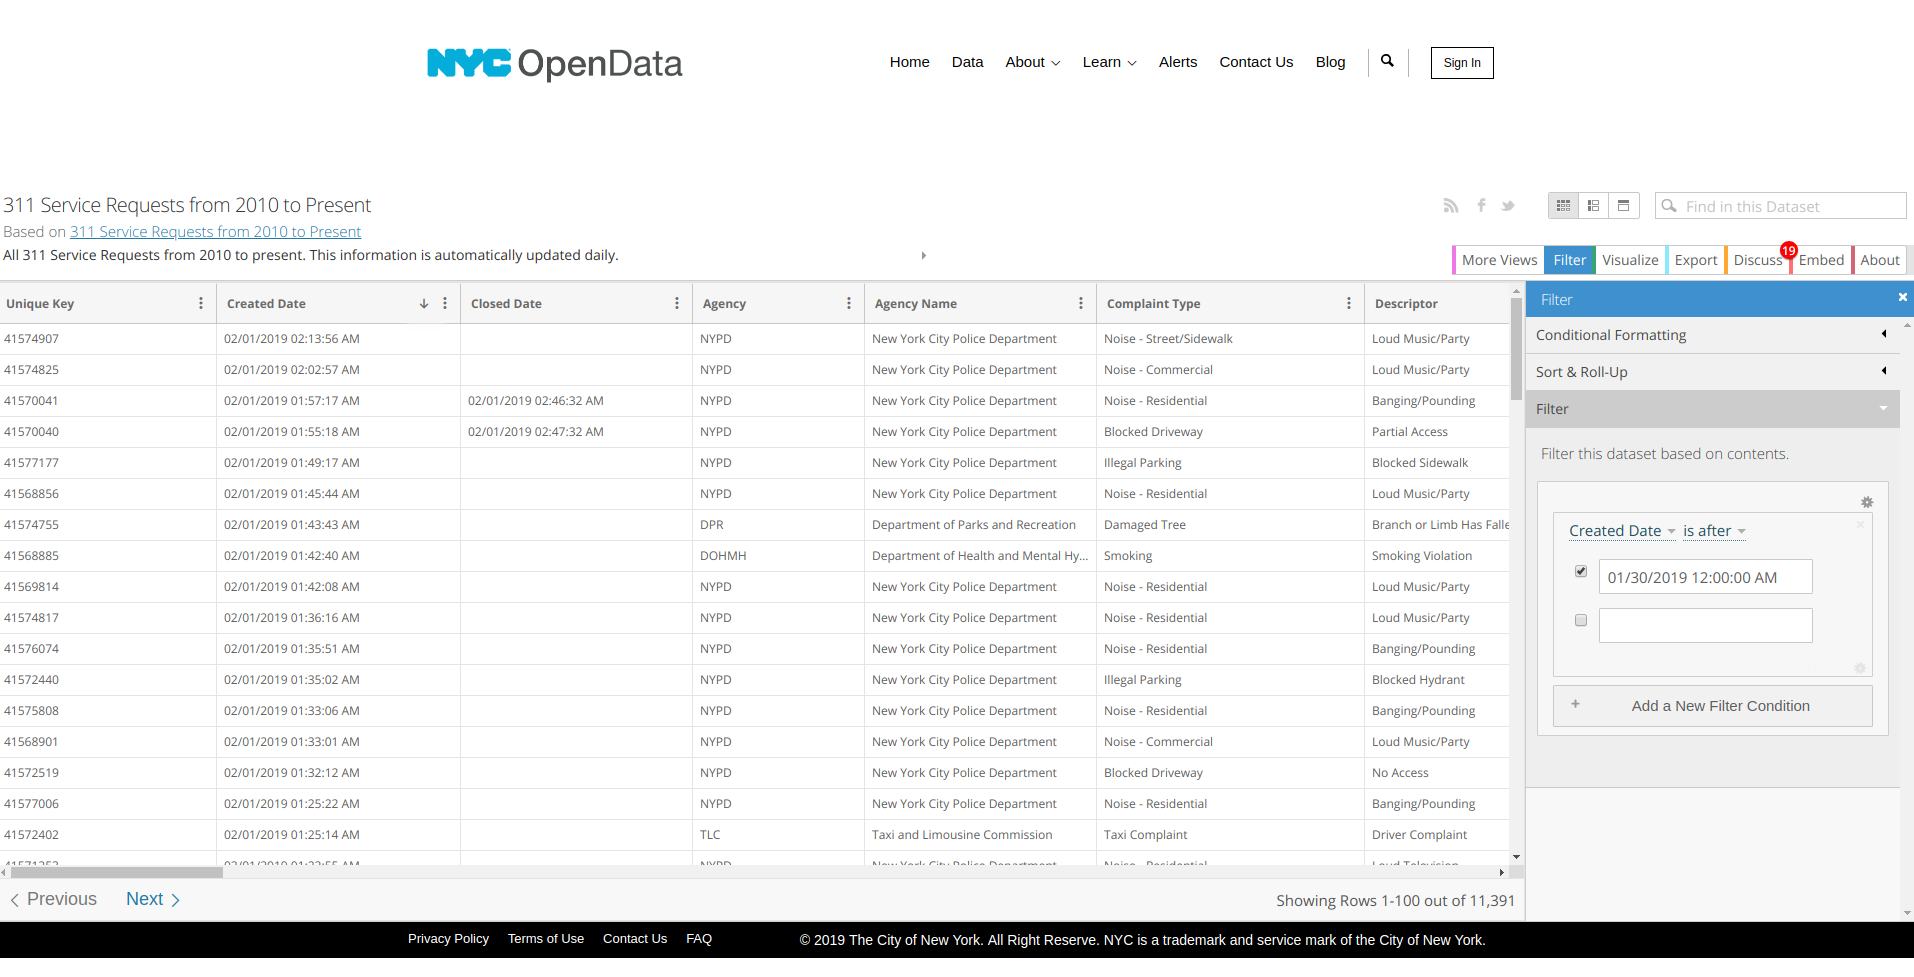 NYC OpenData
Home Data About Learn Alerts Contact Us Blog Sign In
311 Service Requests from 2010 to Present
Based on 311 Service Requests from 2010 to Present
All 311 Service Requests from 2010 to present. This information is automatically updated daily.
Find in this Dataset
More Views Filter Visualize Export Discuss 19 Embed About
Unique Key Created Date Closed Date Agency Agency Name Complaint Type Descriptor
41574907 02/01/2019 02:13:56 AM NYPD New York City Police Department Noise - Street/Sidewalk Loud Music/Party
41574825 02/01/2019 02:02:57 AM NYPD New York City Police Department Noise - Commercial Loud Music/Party
41570041 02/01/2019 01:57:17 AM 02/01/2019 02:46:32 AM NYPD New York City Police Department Noise - Residential Banging/Pounding
41570040 02/01/2019 01:55:18 AM 02/01/2019 02:47:32 AM NYPD New York City Police Department Blocked Driveway Partial Access
41577177 02/01/2019 01:49:17 AM NYPD New York City Police Department Illegal Parking Blocked Sidewalk
41568856 02/01/2019 01:45:44 AM NYPD New York City Police Department Noise - Residential Loud Music/Party
41574755 02/01/2019 01:43:43 AM DPR Department of Parks and Recreation Damaged Tree Branch or Limb Has Falle
41568885 02/01/2019 01:42:40 AM DOHMH Department of Health and Mental Hy... Smoking Smoking Violation
41569814 02/01/2019 01:42:08 AM NYPD New York City Police Department Noise - Residential Loud Music/Party
41574817 02/01/2019 01:36:16 AM NYPD New York City Police Department Noise - Residential Loud Music/Party
41576074 02/01/2019 01:35:51 AM NYPD New York City Police Department Noise - Residential Banging/Pounding
41572440 02/01/2019 01:35:02 AM NYPD New York City Police Department Illegal Parking Blocked Hydrant
41575808 02/01/2019 01:33:06 AM NYPD New York City Police Department Noise - Residential Banging/Pounding
41568901 02/01/2019 01:33:01 AM NYPD New York City Police Department Noise - Commercial Loud Music/Party
41572519 02/01/2019 01:32:12 AM NYPD New York City Police Department Blocked Driveway No Access
41577006 02/01/2019 01:25:22 AM NYPD New York City Police Department Noise - Residential Banging/Pounding
41572402 02/01/2019 01:25:14 AM TLC Taxi and Limousine Commission Taxi Complaint Driver Complaint
NYPD New York City Police Department Noise - Residential Loud Television
Previous Next Showing Rows 1-100 out of 11,391
Filter
Conditional Formatting
Sort & Roll-Up
Filter
Filter this dataset based on contents.
Created Date is after
01/30/2019 12:00:00 AM
Add a New Filter Condition
Privacy Policy Terms of Use Contact Us FAQ © 2019 The City of New York. All Right Reserve. NYC is a trademark and service mark of the City of New York.